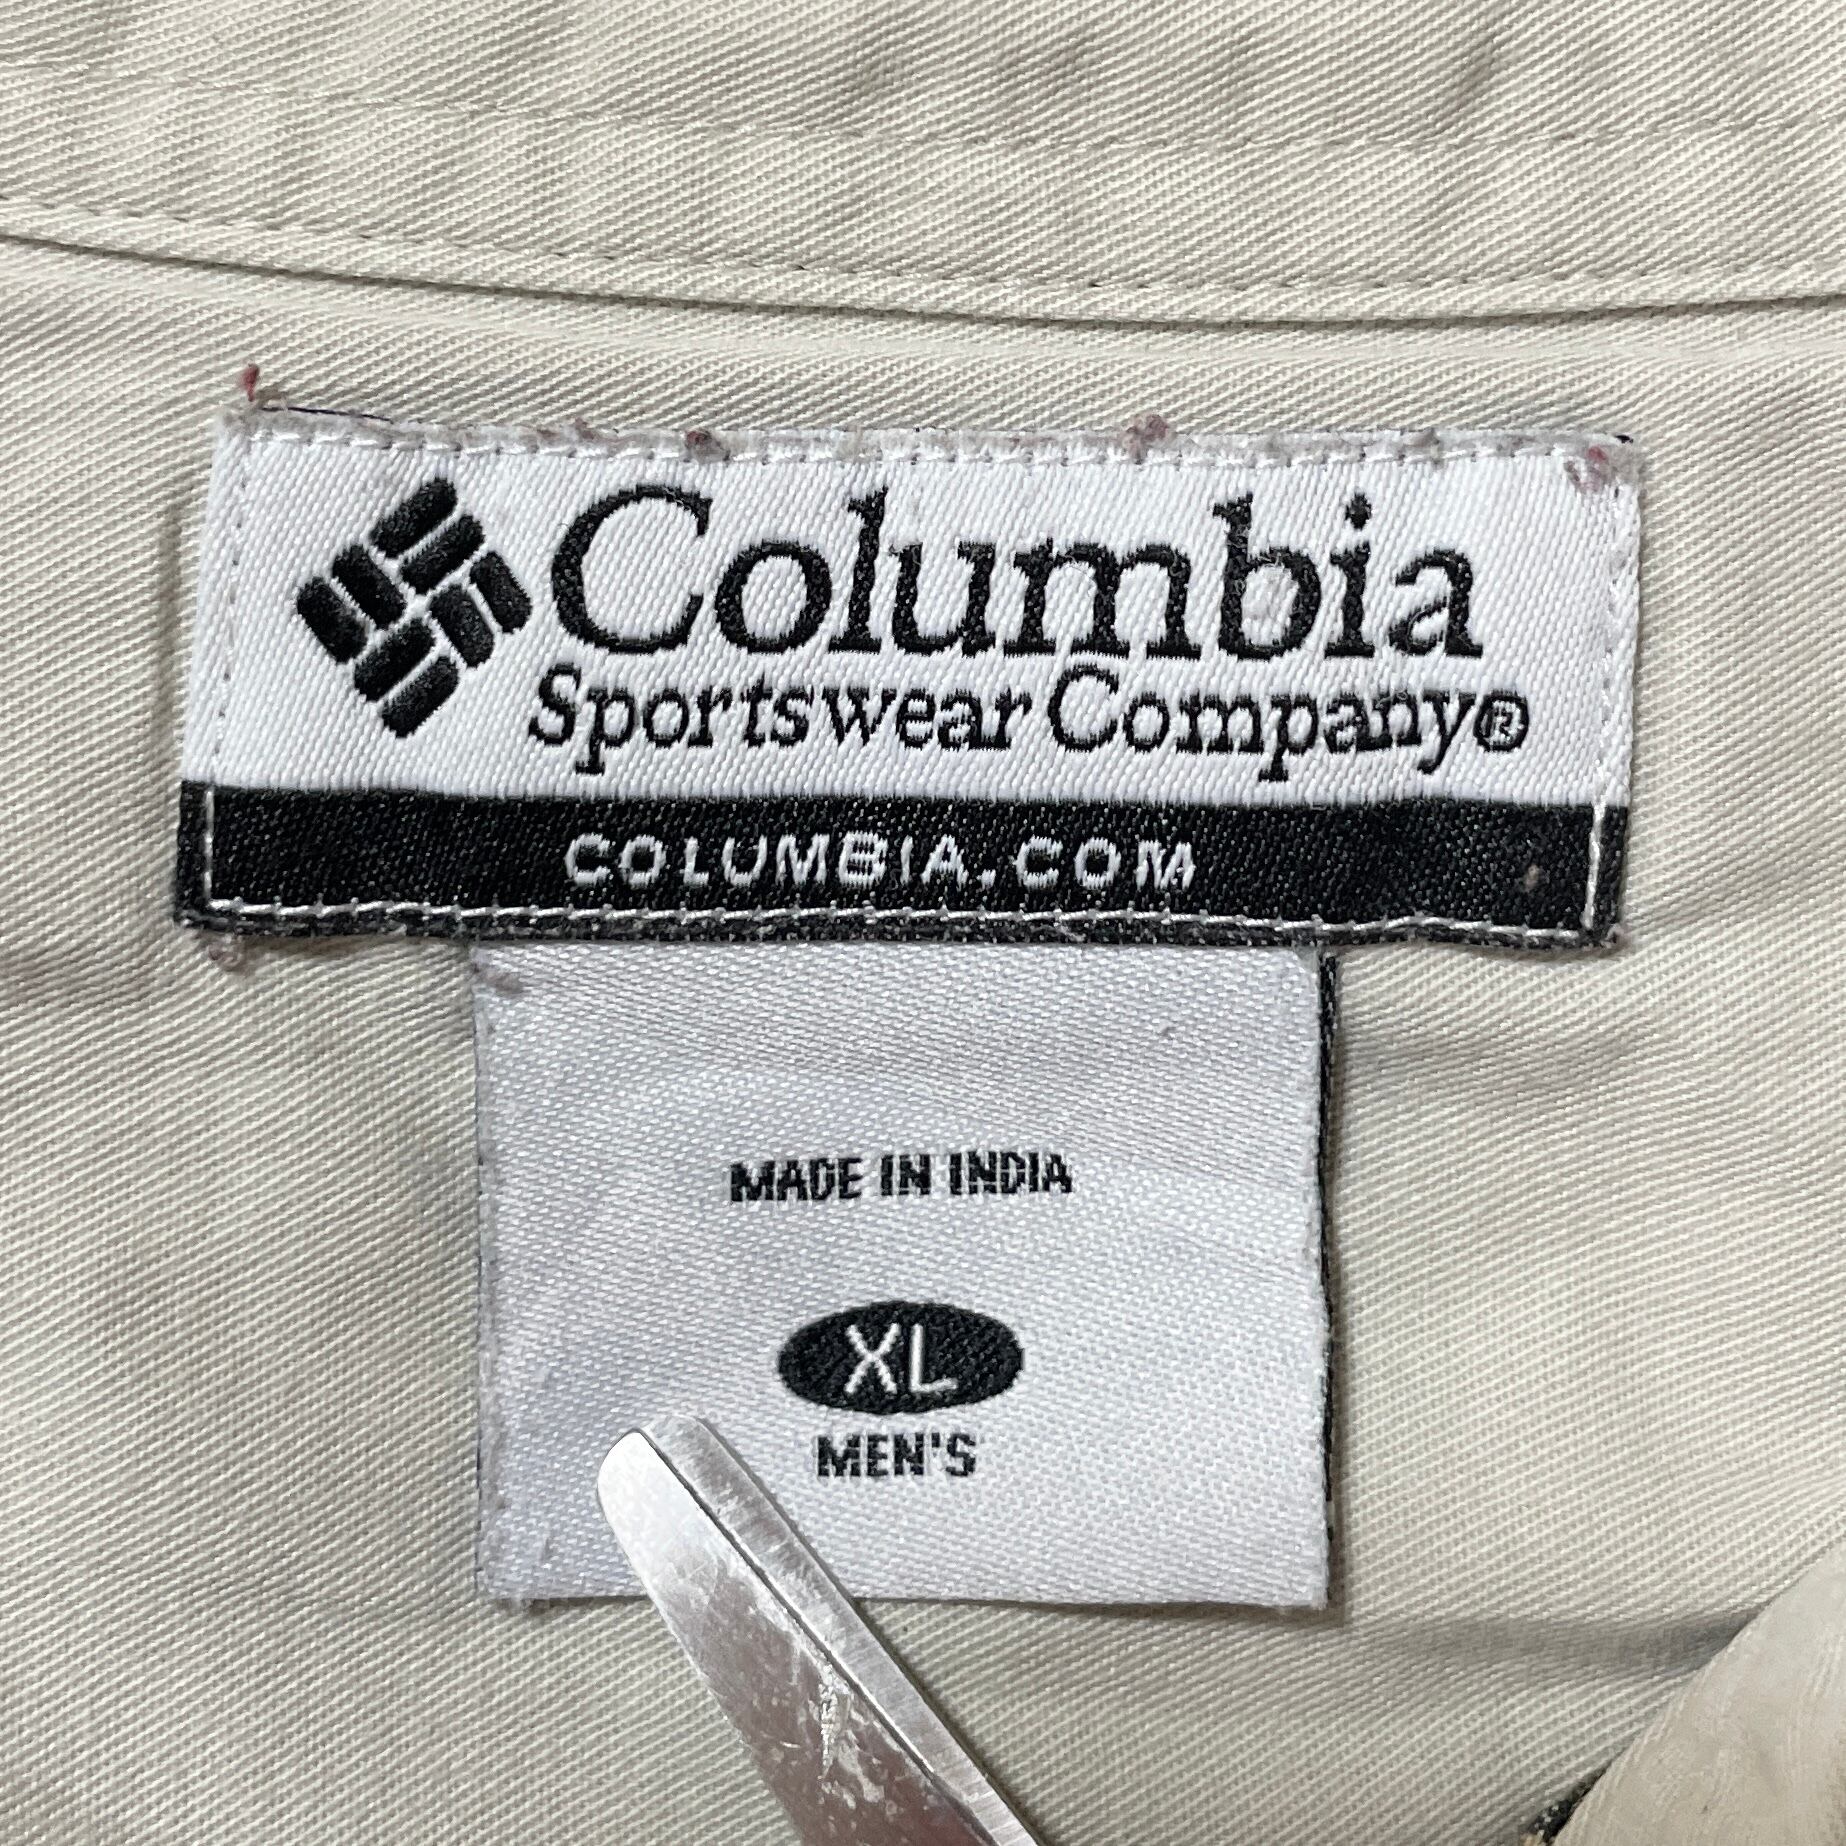 Columbia
Sportswear Company®
COLUMBIA.COM
MADE IN INDIA
XL
MEN'S